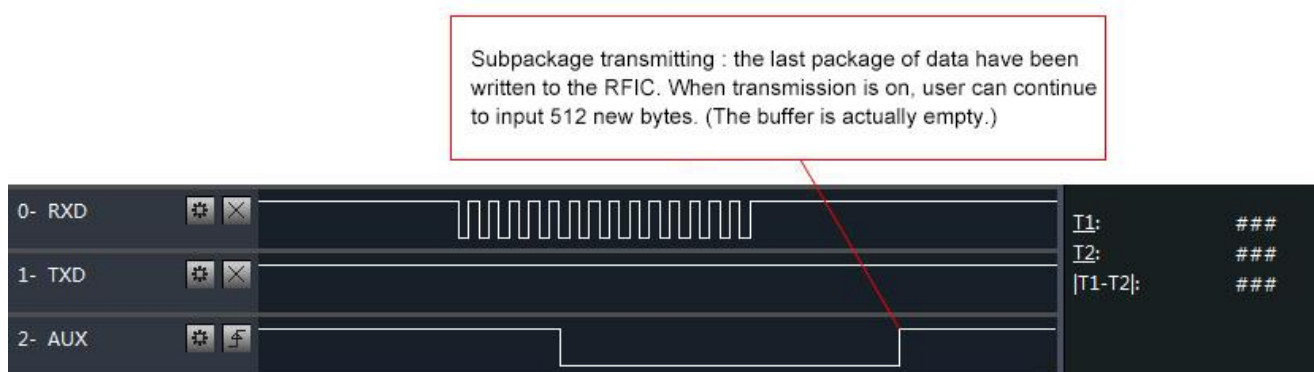 Subpackage transmitting : the last package of data have been
written to the RFIC. When transmission is on, user can continue
to input 512 new bytes. (The buffer is actually empty.)
0- RXD
1- TXD
2- AUX
T1: ###
T2: ###
|T1-T2|: ###